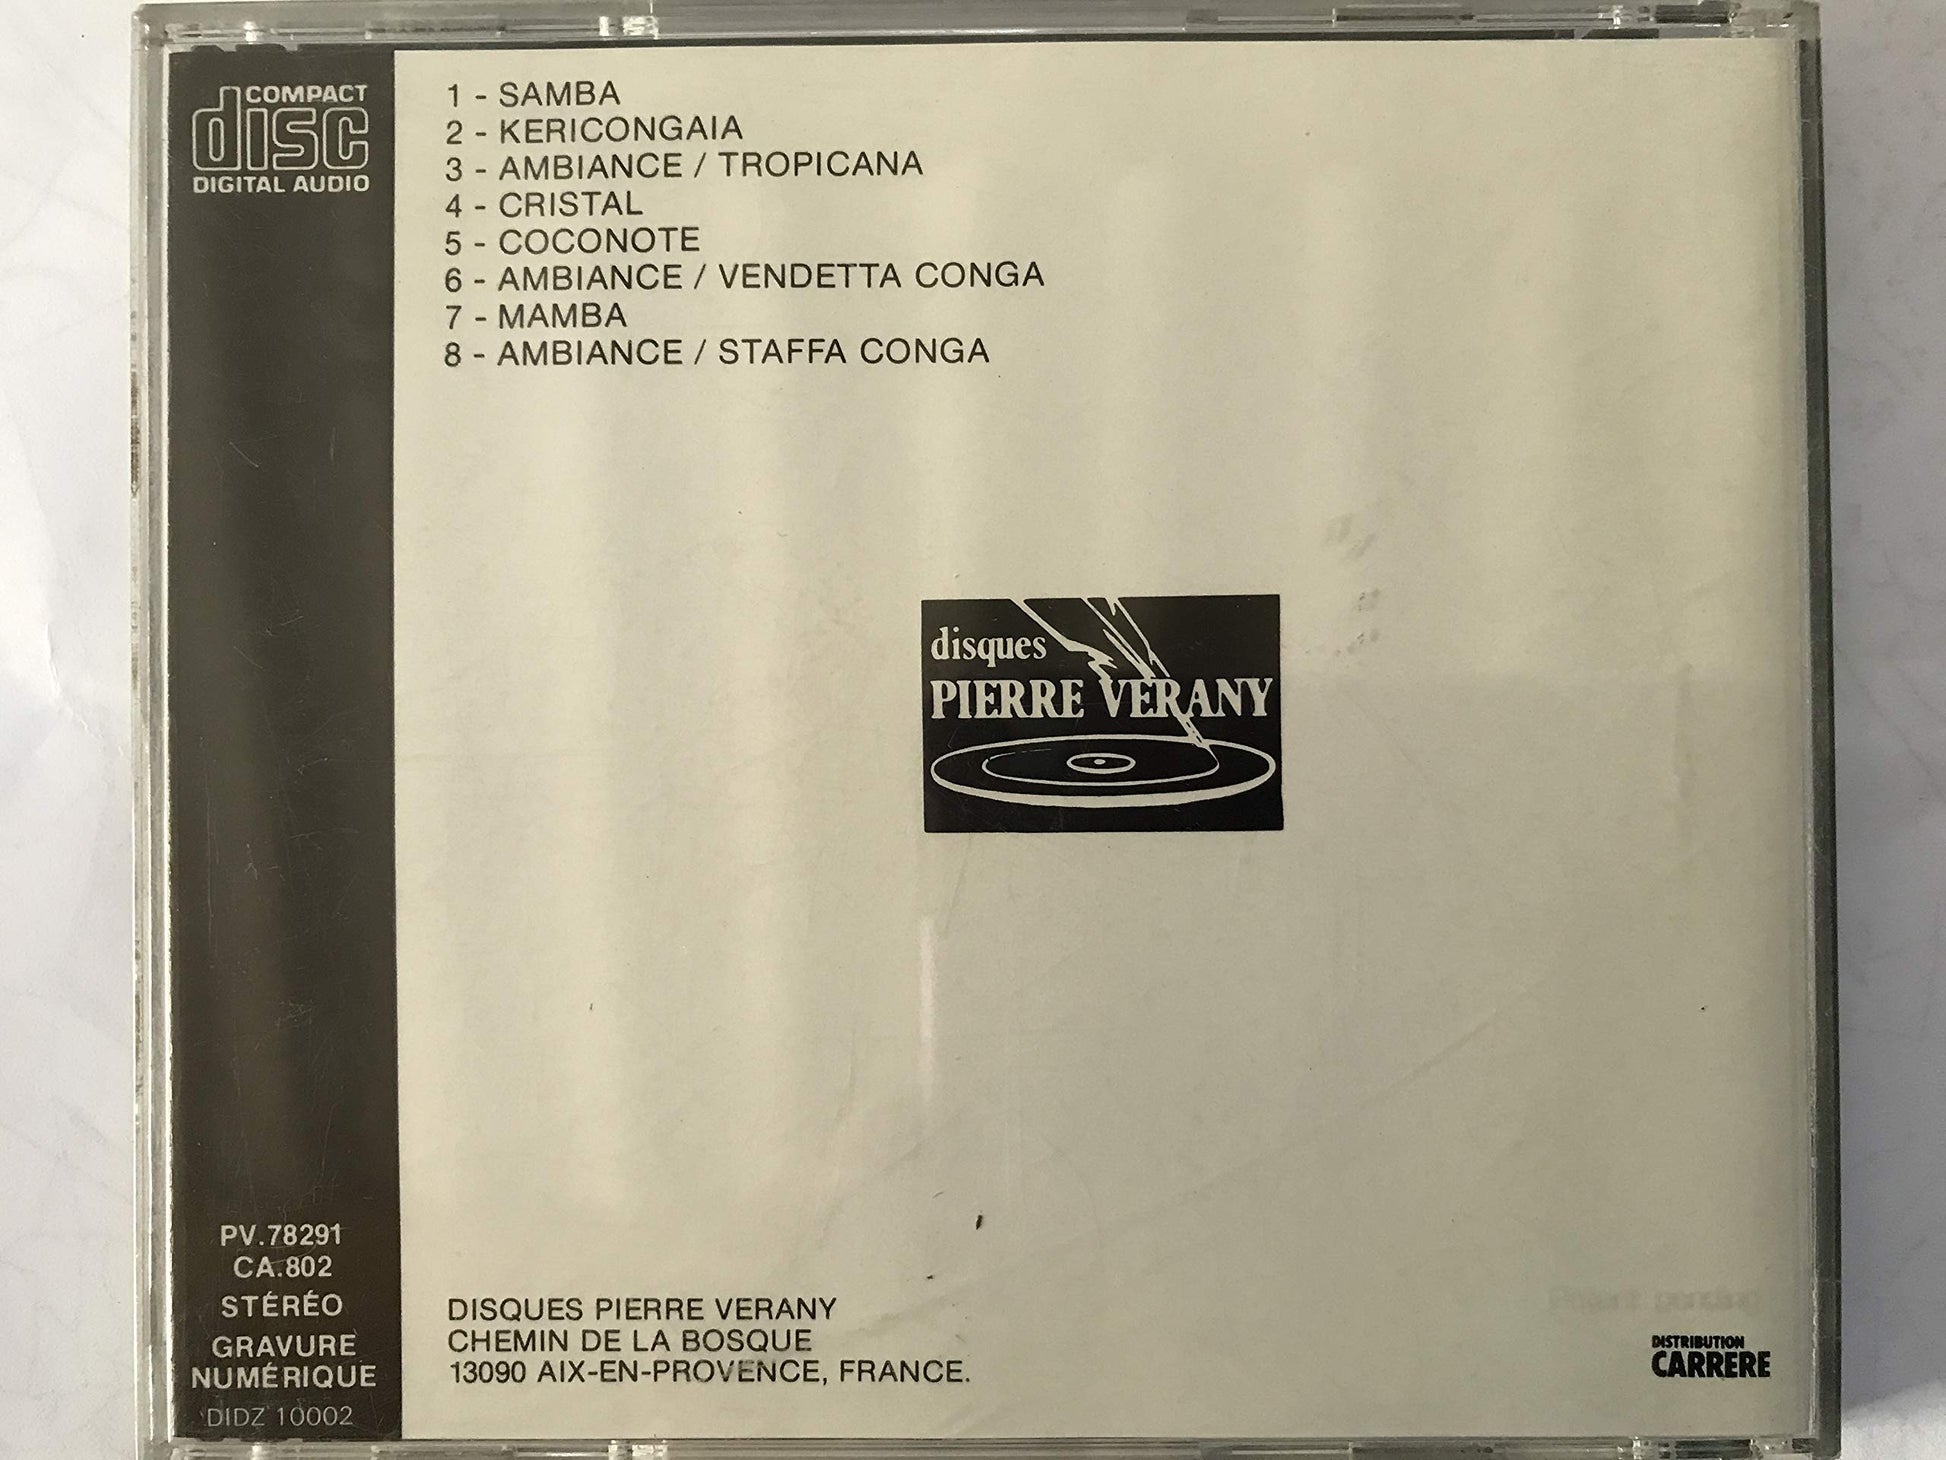 COMPACT
disc
DIGITAL AUDIO
1 - SAMBA
2 - KERICONGAIA
3 - AMBIANCE / TROPICANA
4 - CRISTAL
5 - COCONOTE
6 - AMBIANCE / VENDETTA CONGA
7 - MAMBA
8 - AMBIANCE / STAFFA CONGA
disques
PIERRE VERANY
PV.78291
CA.802
STÉRÉO
GRAVURE
NUMÉRIQUE
DIDZ 10002
DISQUES PIERRE VERANY
CHEMIN DE LA BOSQUE
13090 AIX-EN-PROVENCE, FRANCE.
Patent pending
DISTRIBUTION
CARRERE